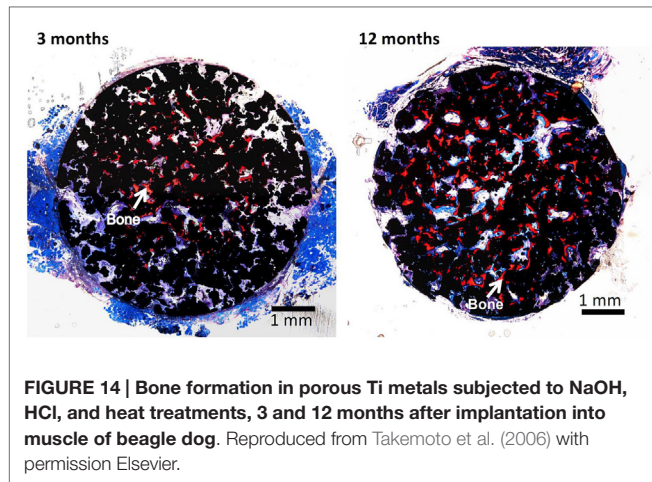 3 months
12 months
Bone
1 mm
Bone
1 mm
FIGURE 14 | Bone formation in porous Ti metals subjected to NaOH,
HCl, and heat treatments, 3 and 12 months after implantation into
muscle of beagle dog. Reproduced from Takemoto et al. (2006) with
permission Elsevier.